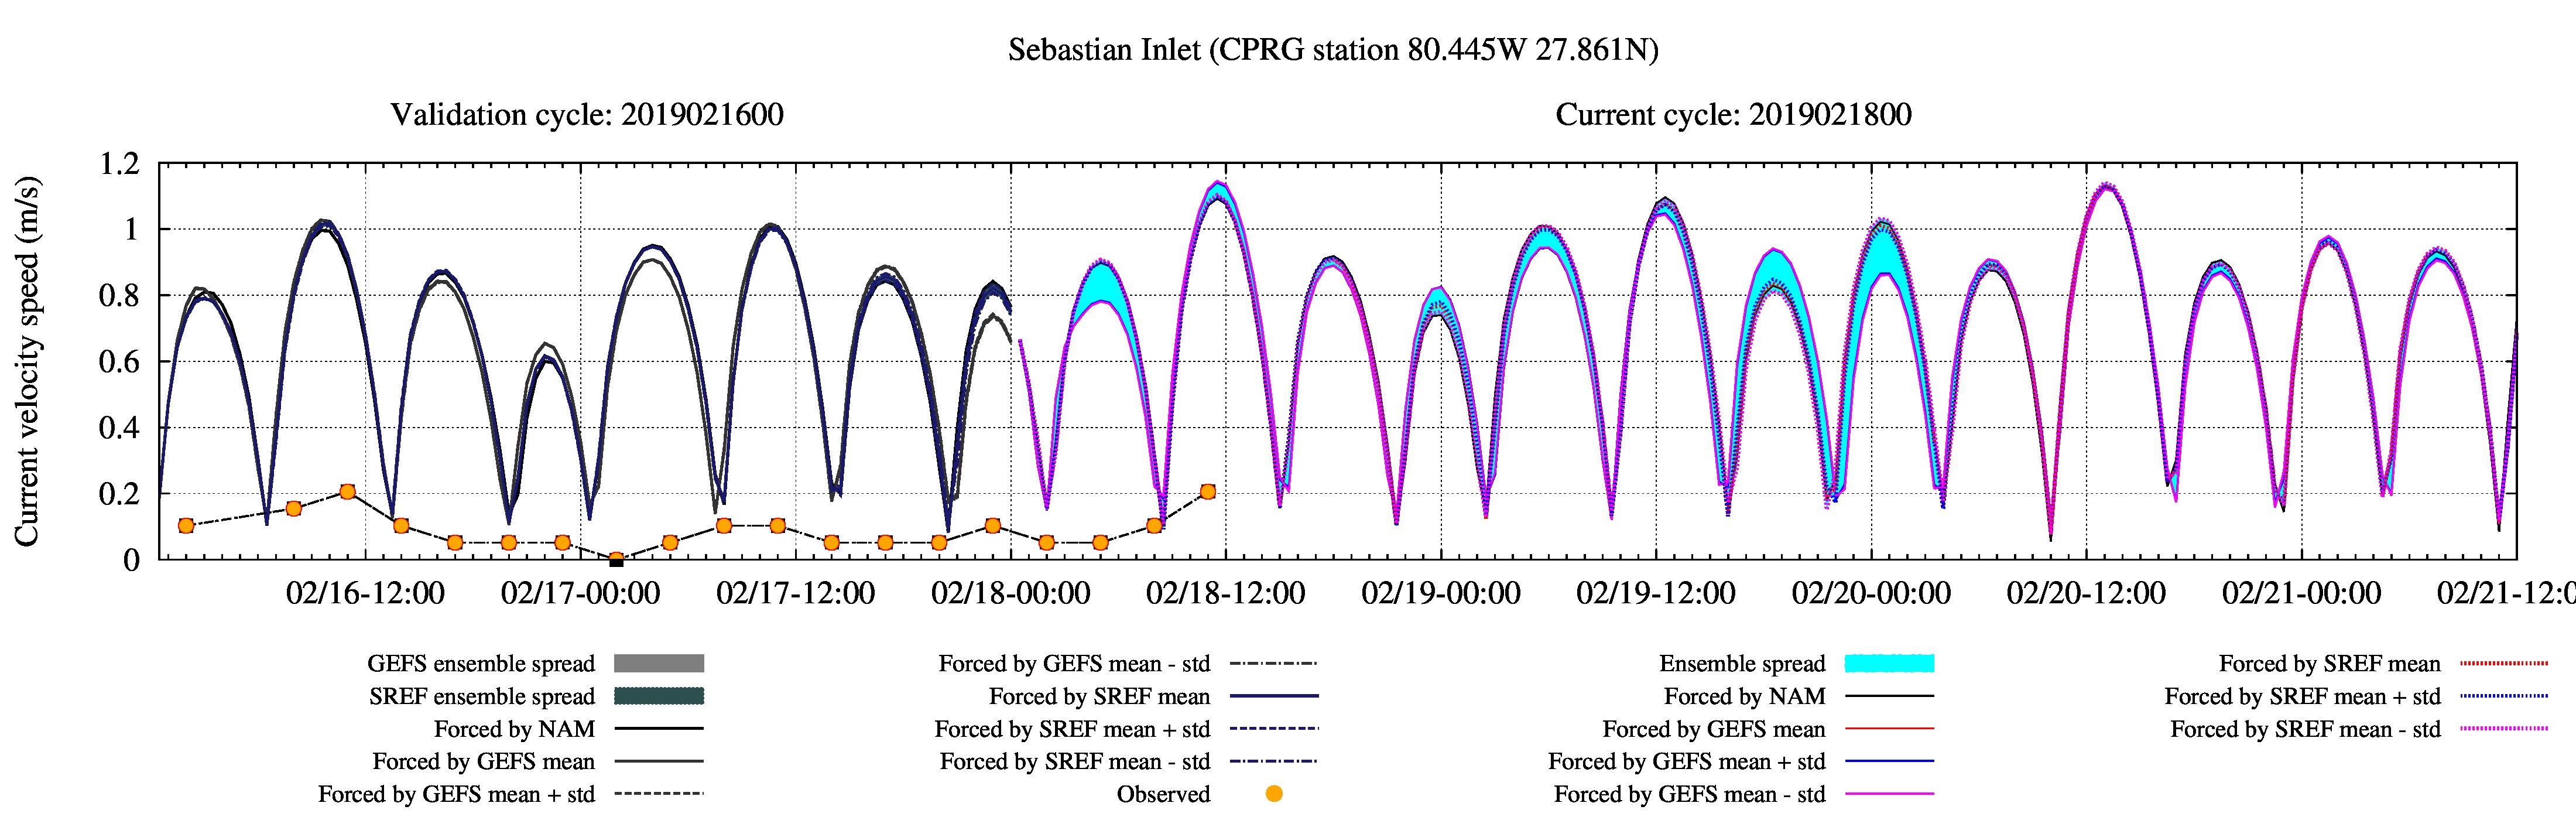 Sebastian Inlet (CPRG station 80.445W 27.861N)
Validation cycle: 2019021600
Current cycle: 2019021800
Current velocity speed (m/s)
1.2
1
0.8
0.6
0.4
0.2
0
02/16-12:00 02/17-00:00 02/17-12:00 02/18-00:00 02/18-12:00 02/19-00:00 02/19-12:00 02/20-00:00 02/20-12:00 02/21-00:00 02/21-12:0
GEFS ensemble spread
SREF ensemble spread
Forced by NAM
Forced by GEFS mean
Forced by GEFS mean + std
Forced by GEFS mean - std
Forced by SREF mean
Forced by SREF mean + std
Forced by SREF mean - std
Observed
Ensemble spread
Forced by NAM
Forced by GEFS mean
Forced by GEFS mean + std
Forced by GEFS mean - std
Forced by SREF mean
Forced by SREF mean + std
Forced by SREF mean - std